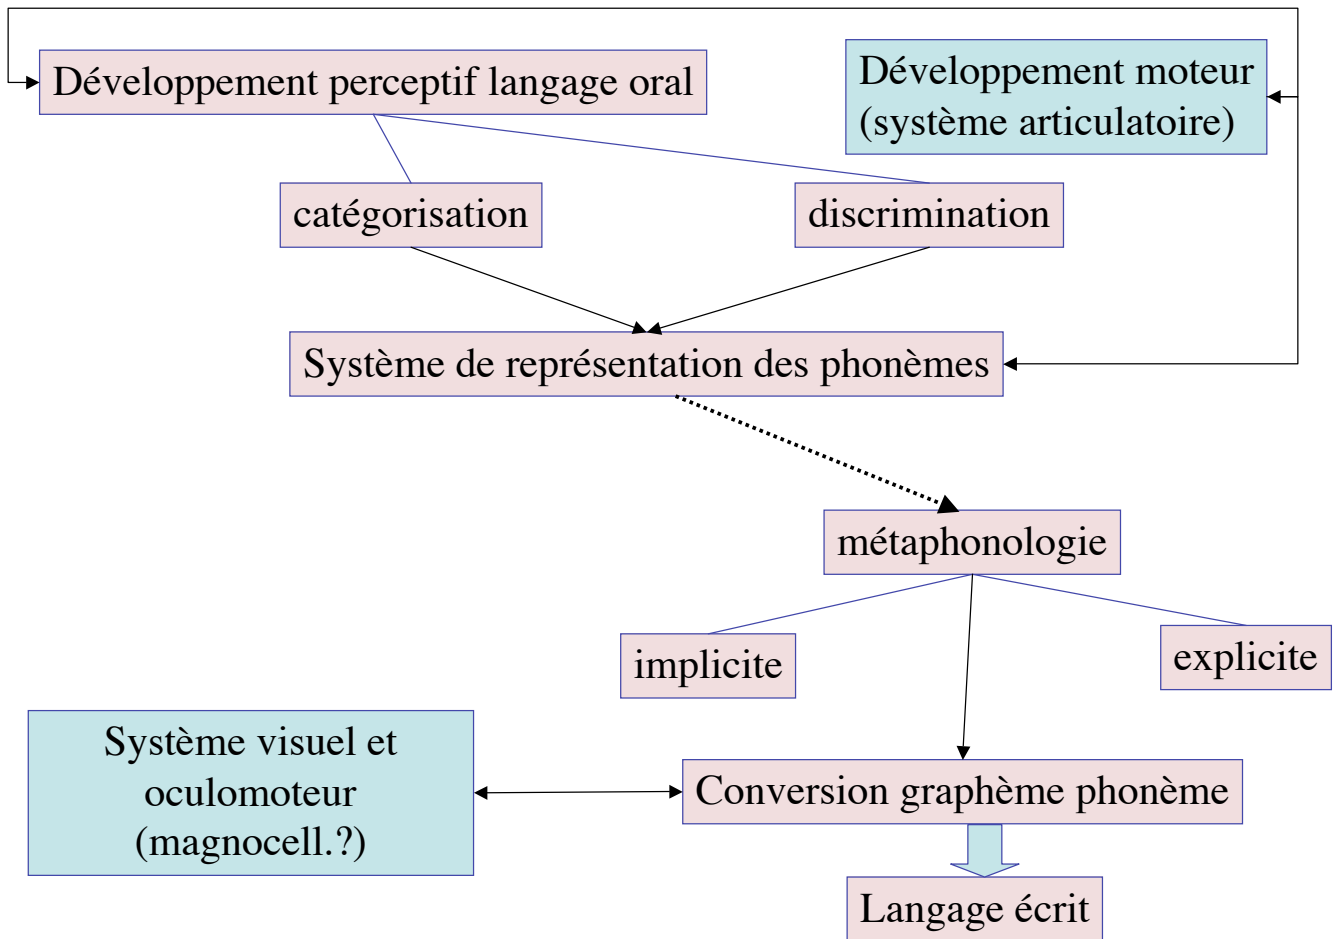 Développement perceptif langage oral
Développement moteur
(système articulatoire)
catégorisation
discrimination
Système de représentation des phonèmes
métaphonologie
implicite
explicite
Système visuel et
oculomoteur
(magnocell.?)
Conversion graphème phonème
Langage écrit